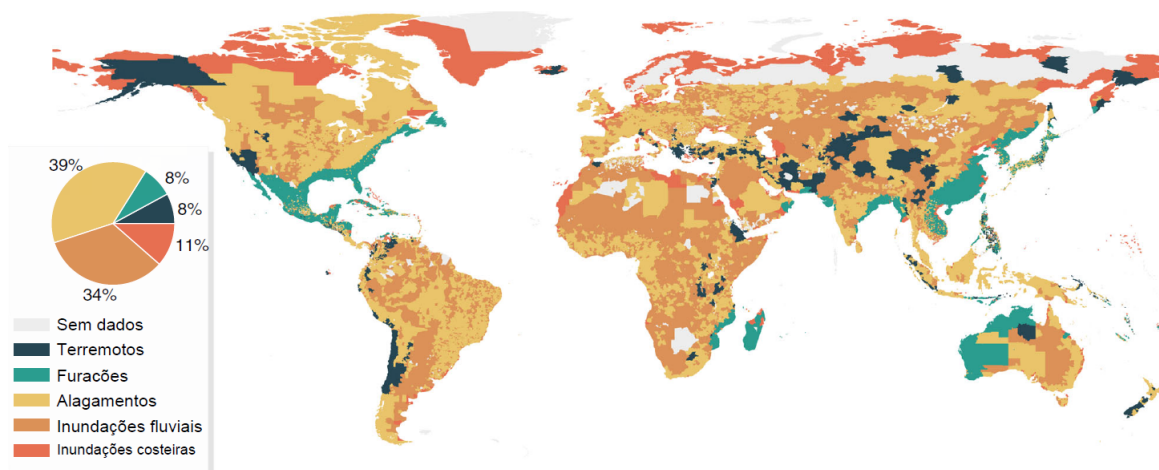 39%
8%
8%
11%
34%
Sem dados
Terremotos
Furacões
Alagamentos
Inundações fluviais
Inundações costeiras